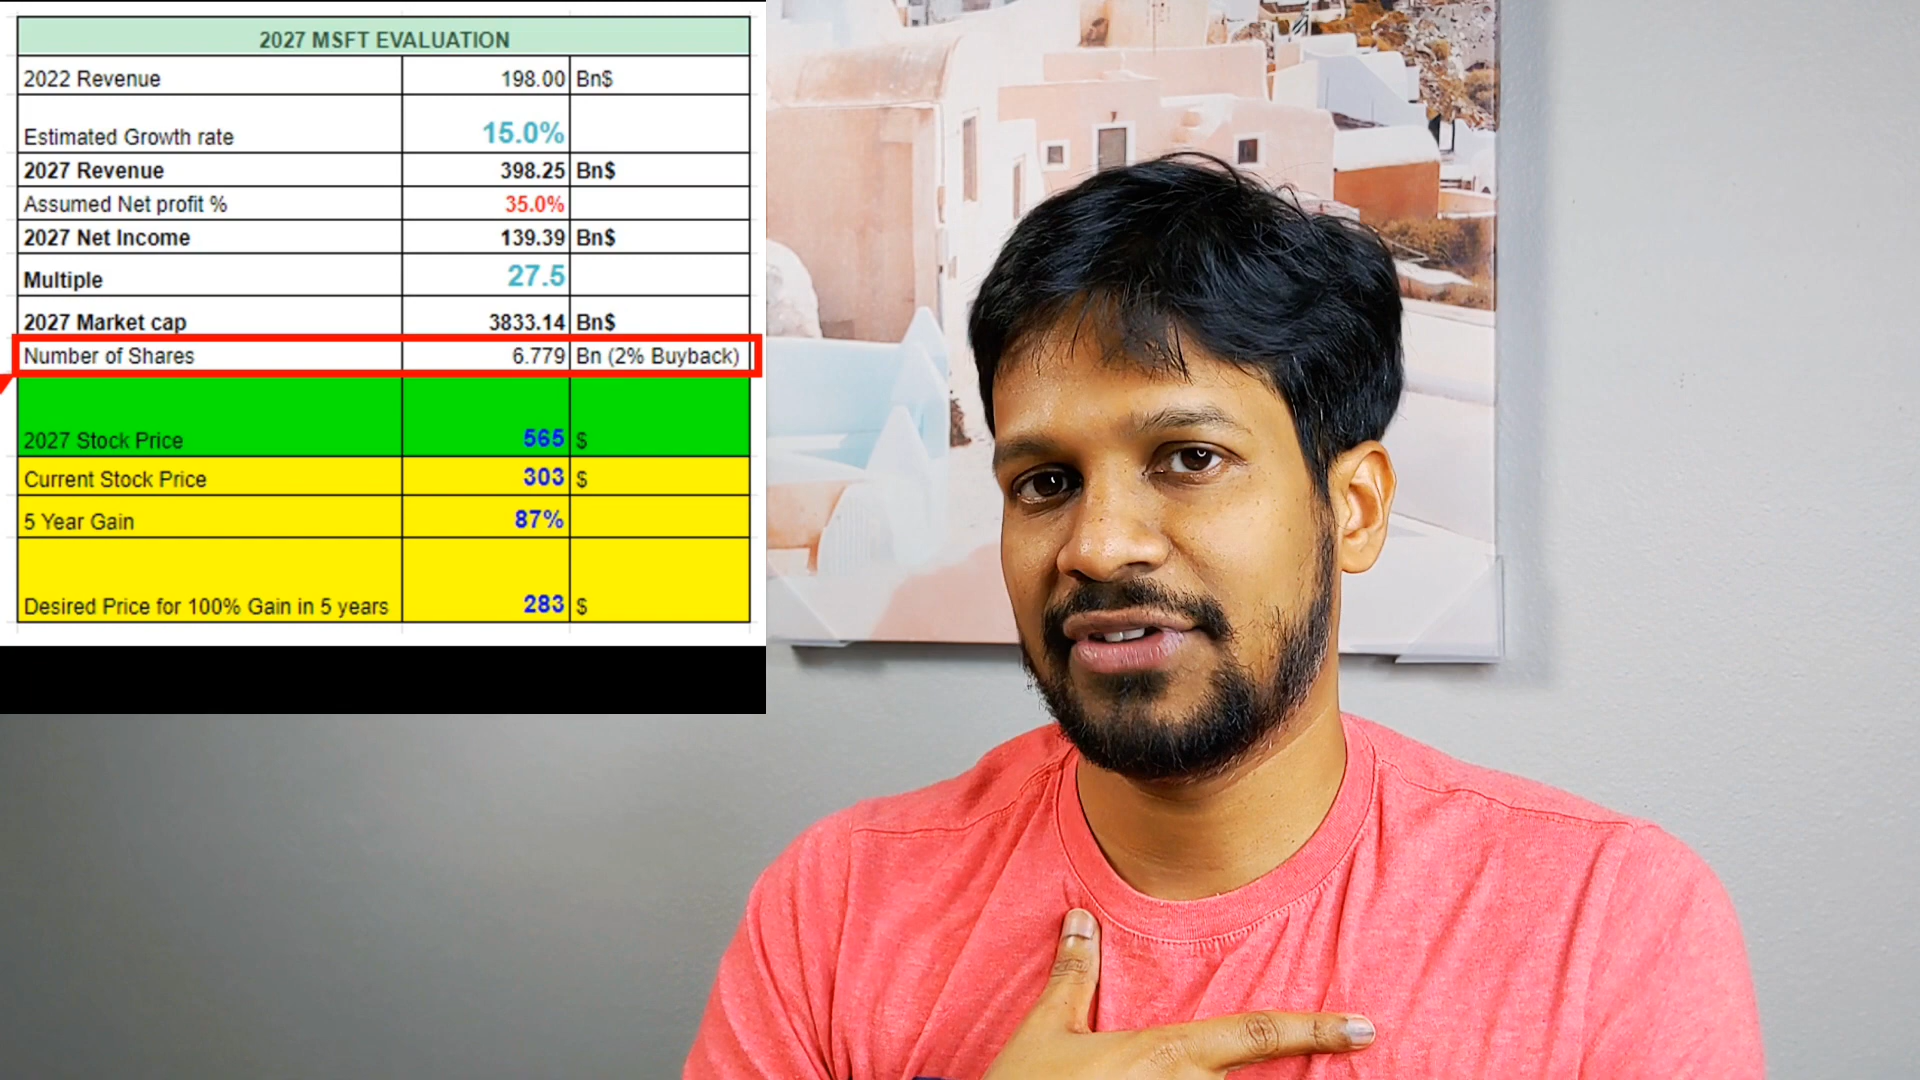 2027 MSFT EVALUATION
2022 Revenue 198.00 Bn$
Estimated Growth rate 15.0%
2027 Revenue 398.25 Bn$
Assumed Net profit % 35.0%
2027 Net Income 139.39 Bn$
Multiple 27.5
2027 Market cap 3833.14 Bn$
Number of Shares 6.779 Bn (2% Buyback)
2027 Stock Price 565 $
Current Stock Price 303 $
5 Year Gain 87%
Desired Price for 100% Gain in 5 years 283 $